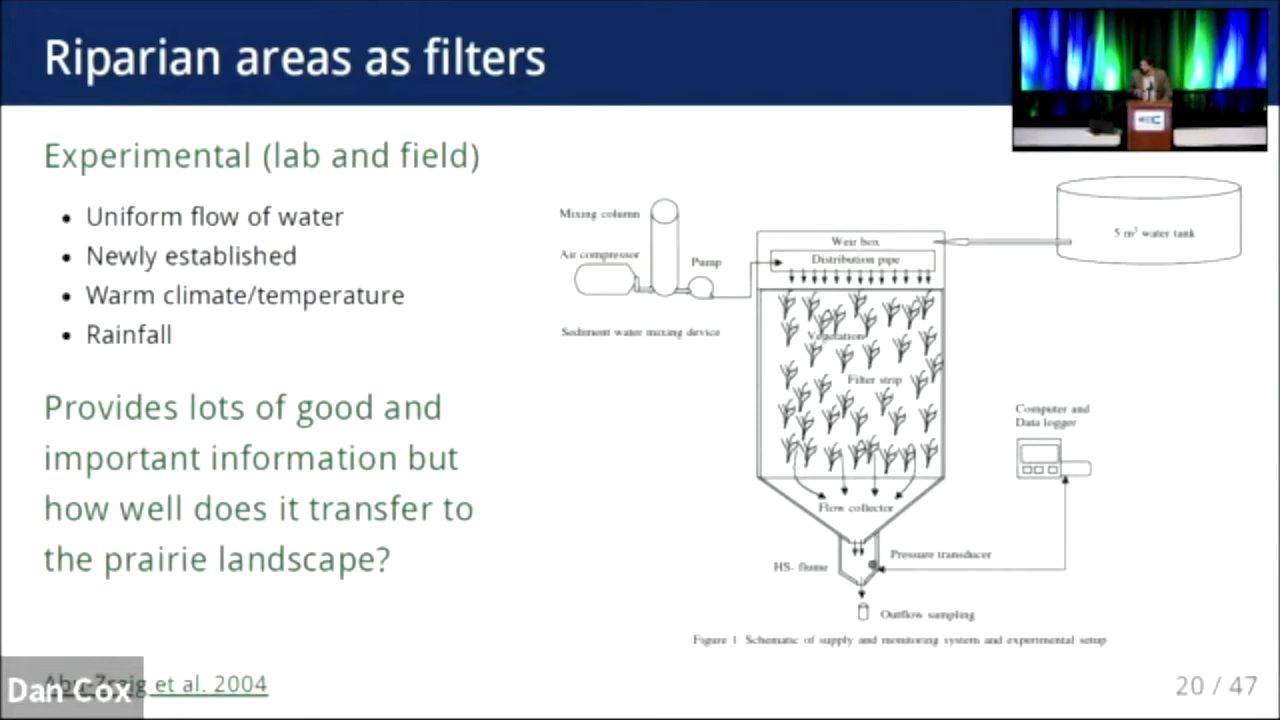 Riparian areas as filters
Experimental (lab and field)
• Uniform flow of water
• Newly established
• Warm climate/temperature
• Rainfall
Provides lots of good and
important information but
how well does it transfer to
the prairie landscape?
Mixing column
Air compressor
Pump
Sediment water mixing device
Weir box
Distribution pipe
5 m³ water tank
Vegetation
Filter strip
Computer and
Data logger
Flow collector
HS- flume
Pressure transducer
Outflow sampling
Figure 1. Schematic of supply and monitoring system and experimental setup
Abu-Zreig et al. 2004
Dan Cox
20 / 47